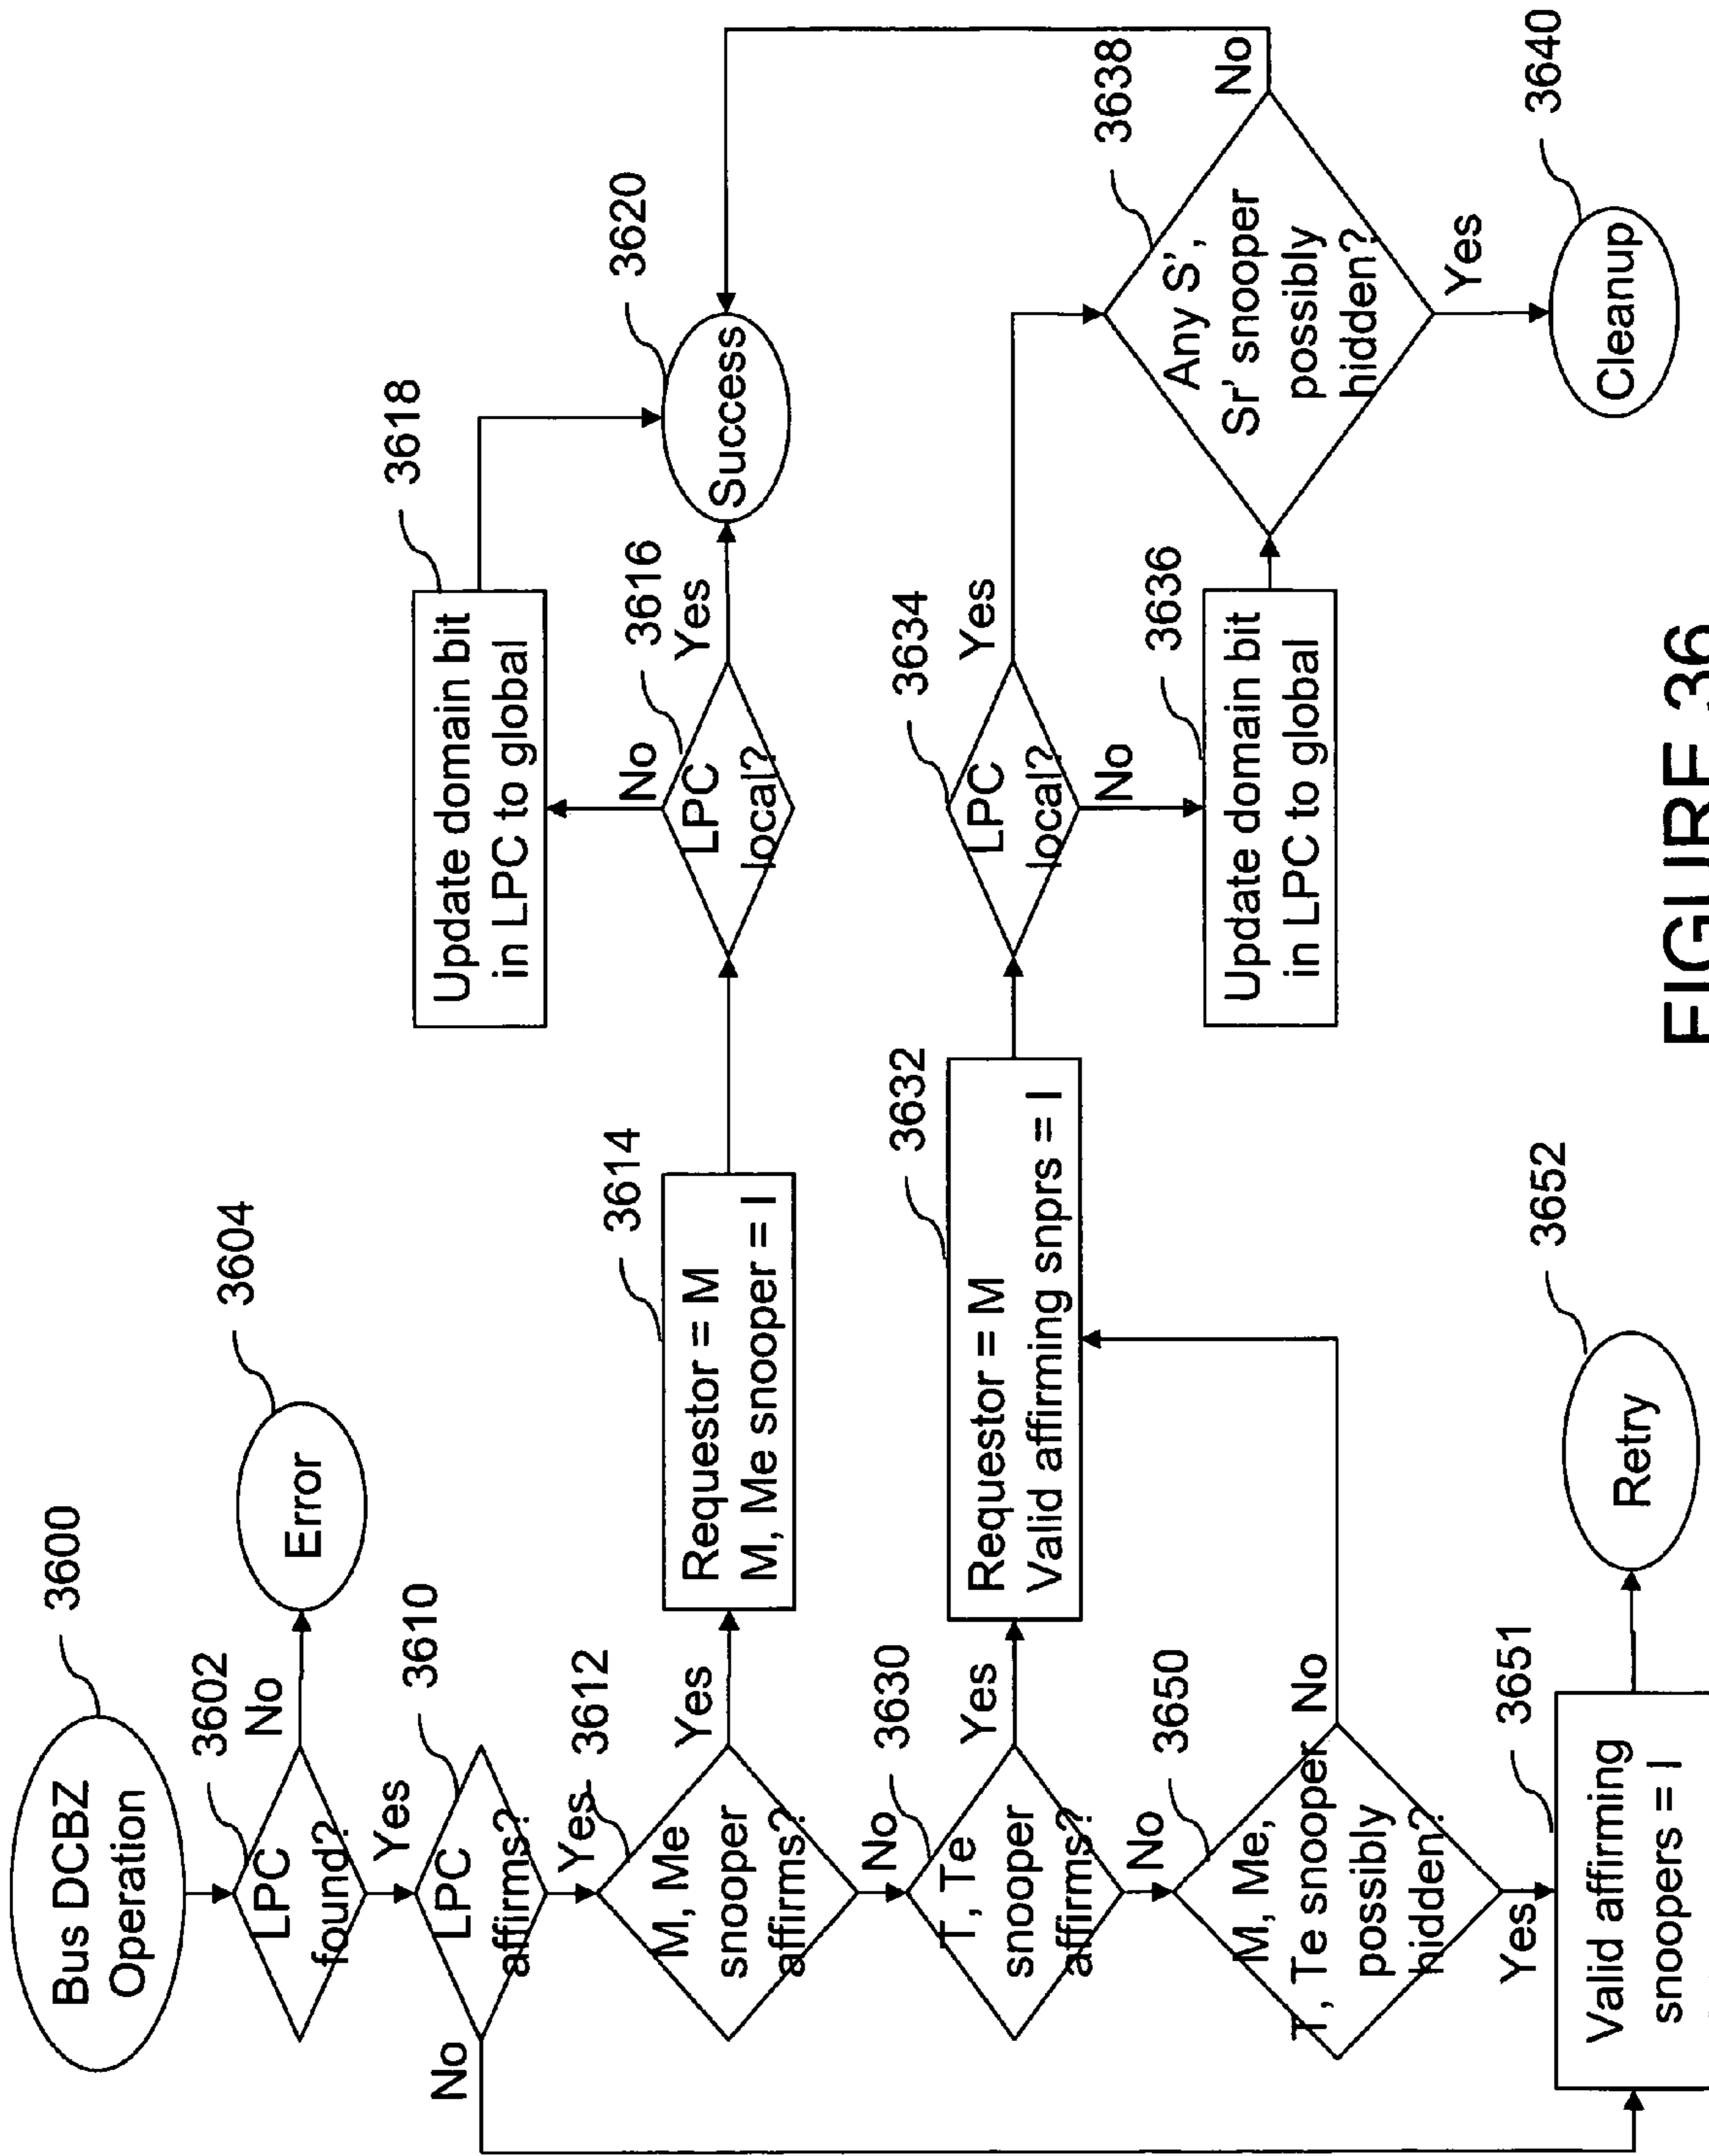 3600
Bus DCBZ
Operation
3602
LPC
found?
No
3604
Error
Yes
3610
LPC
affirms?
No
Yes
3612
M, Me
snooper
affirms?
Yes
3614
Requestor = M
M, Me snooper = I
3616
LPC
local?
No
Yes
3618
Update domain bit
in LPC to global
3620
Success
No
3630
T, Te
snooper
affirms?
Yes
3632
Requestor = M
Valid affirming snprs = I
3634
LPC
local?
Yes
No
3636
Update domain bit
in LPC to global
3638
Any S',
Sr' snooper
possibly
hidden?
No
Yes
3640
Cleanup
No
3650
M, Me,
T, Te snooper
possibly
hidden?
No
Yes
3651
Valid affirming
snoopers = I
3652
Retry
FIGURE 36